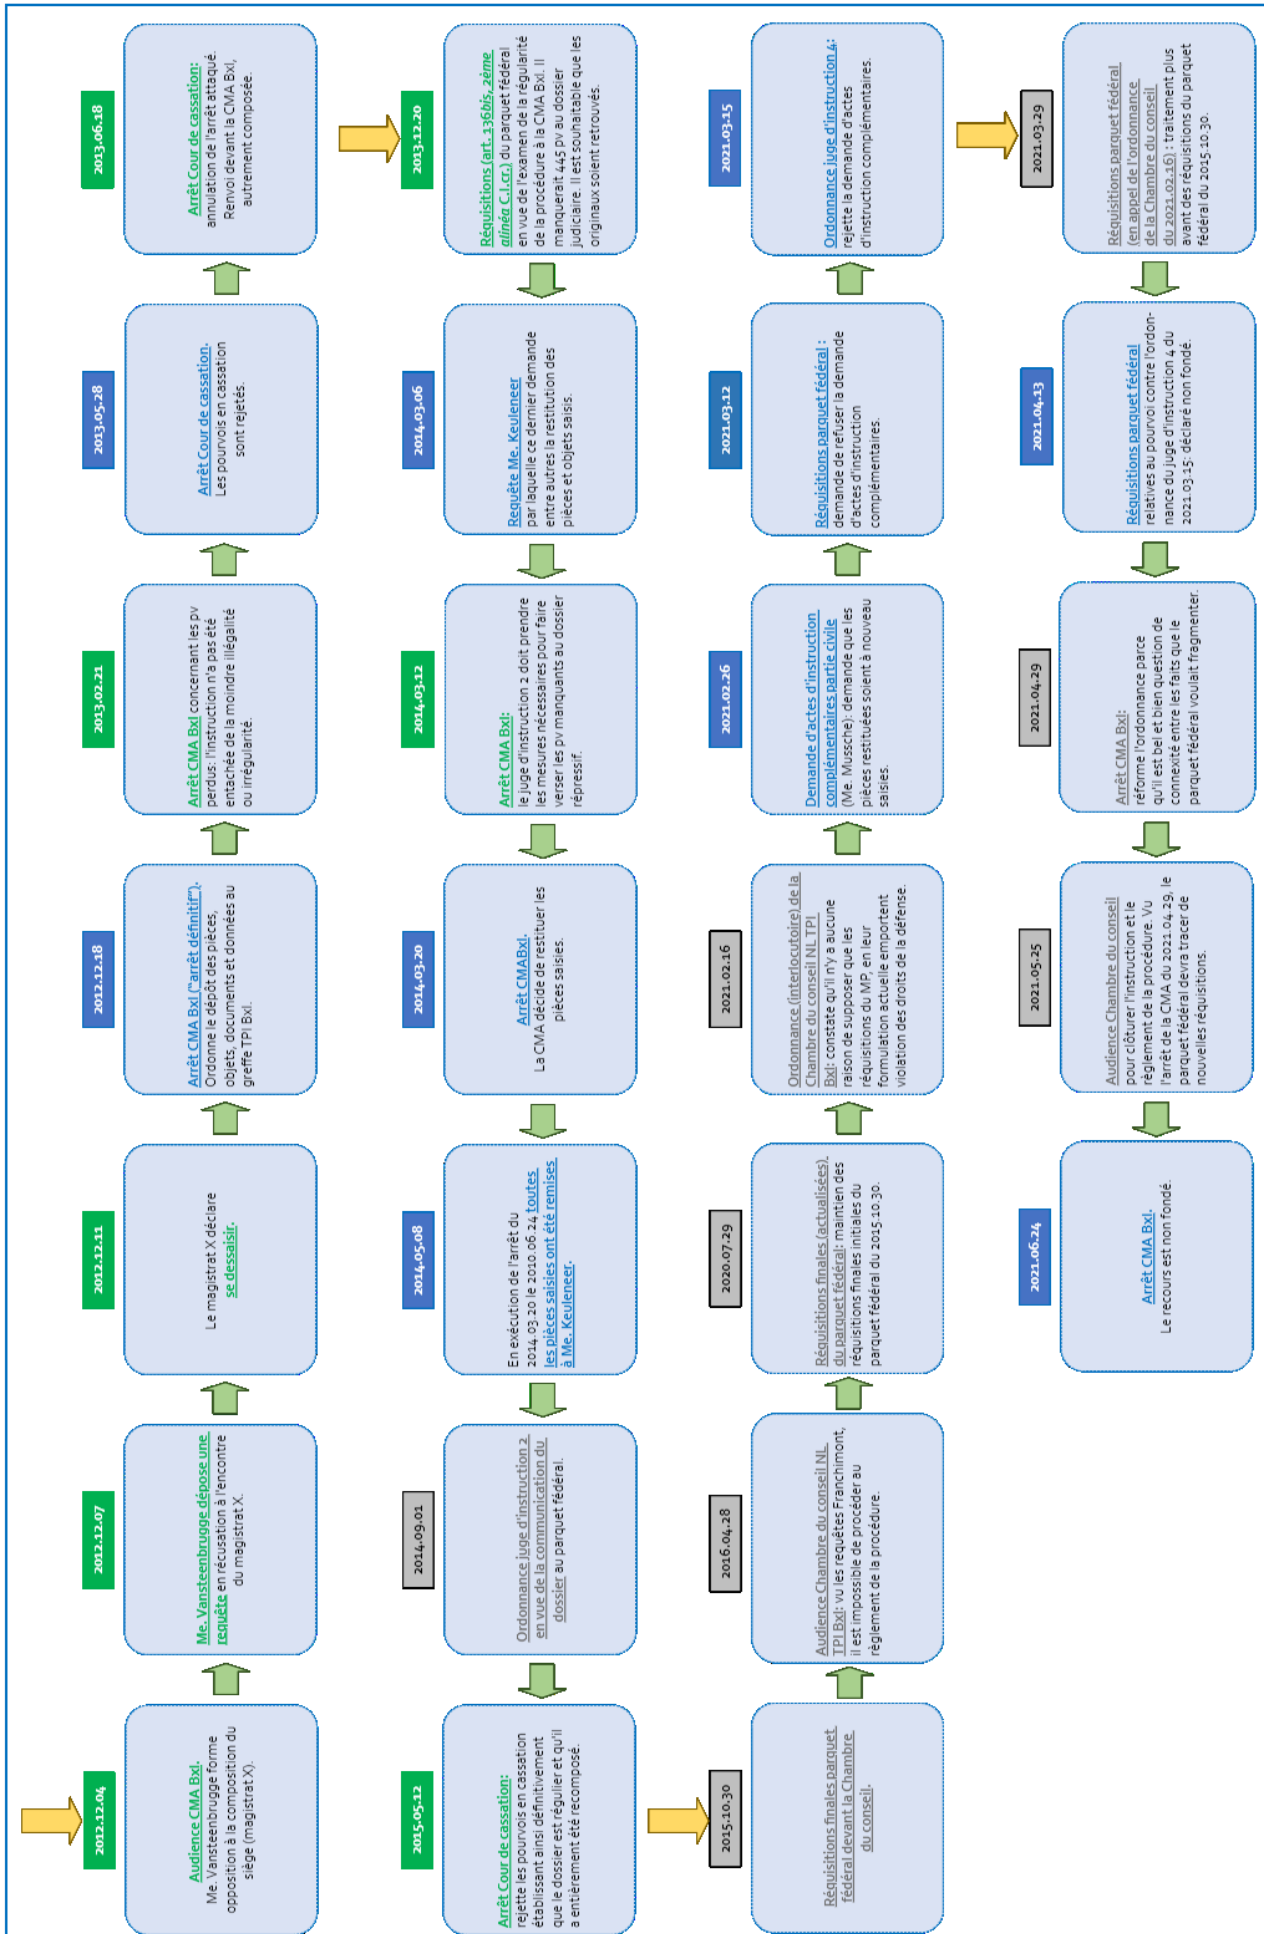 2012.12.04
Audience CMA Bxl.
Me. Vansteenbrugge forme
opposition à la composition du
siège (magistrat X).
2012.12.07
Me. Vansteenbrugge dépose une
requête en récusation à l'encontre
du magistrat X.
2012.12.11
Le magistrat X déclare
se dessaisir.
2012.12.18
Arrêt CMA Bxl ("arrêt définitif").
Ordonne le dépôt des pièces,
objets, documents et données au
greffe TPI Bxl.
2013.02.21
Arrêt CMA Bxl concernant les pv
perdus: l'instruction n'a pas été
entachée de la moindre illégalité
ou irrégularité.
2013.05.28
Arrêt Cour de cassation.
Les pourvois en cassation
sont rejetés.
2013.06.18
Arrêt Cour de cassation:
annulation de l'arrêt attaqué.
Renvoi devant la CMA Bxl,
autrement composée.
2013.12.20
Réquisitions (art. 136bis, 2ème
alinéa C.I.cr.) du parquet fédéral
en vue de l'examen de la régularité
de la procédure à la CMA Bxl. Il
manquerait 445 pv au dossier
judiciaire. Il est souhaitable que les
originaux soient retrouvés.
2014.03.06
Requête Me. Keuleneer
par laquelle ce dernier demande
entre autres la restitution des
pièces et objets saisis.
2014.03.12
Arrêt CMA Bxl:
le juge d'instruction 2 doit prendre
les mesures nécessaires pour faire
verser les pv manquants au dossier
répressif.
2014.03.20
Arrêt CMABxl.
La CMA décide de restituer les
pièces saisies.
2014.05.08
En exécution de l'arrêt du
2014.03.20 le 2010.06.24 toutes
les pièces saisies ont été remises
à Me. Keuleneer.
2014.09.01
Ordonnance juge d'instruction 2
en vue de la communication du
dossier au parquet fédéral.
2015.05.12
Arrêt Cour de cassation:
rejette les pourvois en cassation
établissant ainsi définitivement
que le dossier est régulier et qu'il
a entièrement été recomposé.
2015.10.30
Réquisitions finales parquet
fédéral devant la Chambre
du conseil.
2016.04.28
Audience Chambre du conseil NL
TPI Bxl: vu les requêtes Franchimont,
il est impossible de procéder au
règlement de la procédure.
2020.07.29
Réquisitions finales (actualisées)
du parquet fédéral: maintien des
réquisitions finales initiales du
parquet fédéral du 2015.10.30.
2021.02.16
Ordonnance (interlocutoire) de la
Chambre du conseil NL TPI
Bxl: constate qu'il n'y a aucune
raison de supposer que les
réquisitions du MP, en leur
formulation actuelle emportent
violation des droits de la défense.
2021.02.26
Demande d'actes d'instruction
complémentaires partie civile
(Me. Mussche): demande que les
pièces restituées soient à nouveau
saisies.
2021.03.12
Réquisitions parquet fédéral :
demande de refuser la demande
d'actes d'instruction
complémentaires.
2021.03.15
Ordonnance juge d'instruction 4:
rejette la demande d'actes
d'instruction complémentaires.
2021.03.29
Réquisitions parquet fédéral
(en appel de l'ordonnance
de la Chambre du conseil
du 2021.02.16) : traitement plus
avant des réquisitions du parquet
fédéral du 2015.10.30.
2021.04.13
Réquisitions parquet fédéral
relatives au pourvoi contre l'ordon-
nance du juge d'instruction 4 du
2021.03.15: déclaré non fondé.
2021.04.29
Arrêt CMA Bxl:
réforme l'ordonnance parce
qu'il est bel et bien question de
connexité entre les faits que le
parquet fédéral voulait fragmenter.
2021.05.25
Audience Chambre du conseil
pour clôturer l'instruction et le
règlement de la procédure. Vu
l'arrêt de la CMA du 2021.04.29, le
parquet fédéral devra tracer de
nouvelles réquisitions.
2021.06.24
Arrêt CMA Bxl.
Le recours est non fondé.